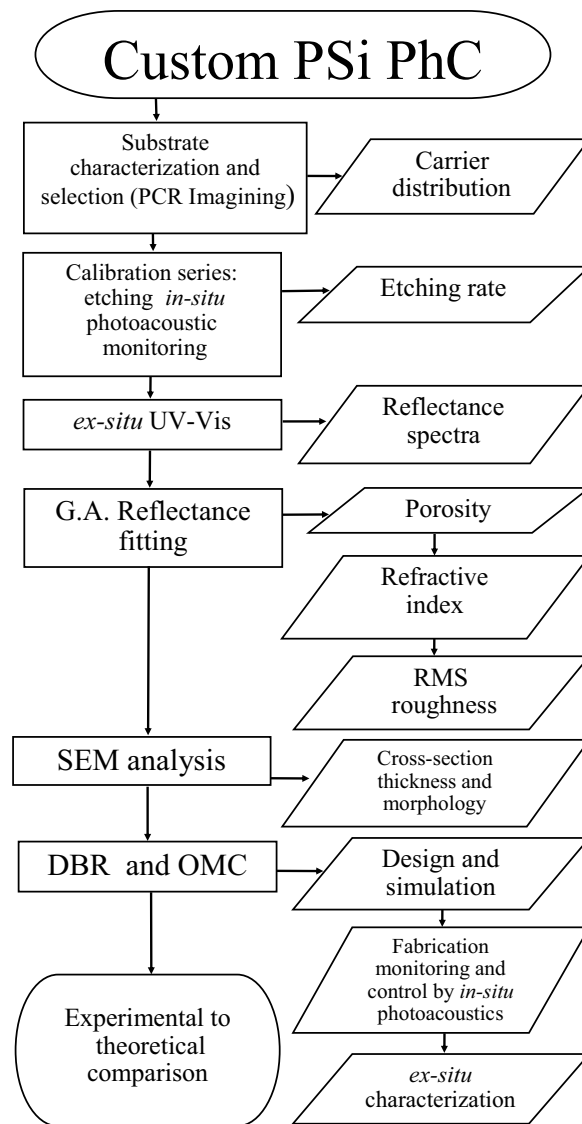 Custom PSi PhC
Substrate
characterization and
selection (PCR Imagining)
Carrier
distribution
Calibration series:
etching in-situ
photoacoustic
monitoring
Etching rate
ex-situ UV-Vis
Reflectance
spectra
G.A. Reflectance
fitting
Porosity
Refractive
index
RMS
roughness
SEM analysis
Cross-section
thickness and
morphology
DBR and OMC
Design and
simulation
Fabrication
monitoring and
control by in-situ
photoacoustics
Experimental to
theoretical
comparison
ex-situ
characterization